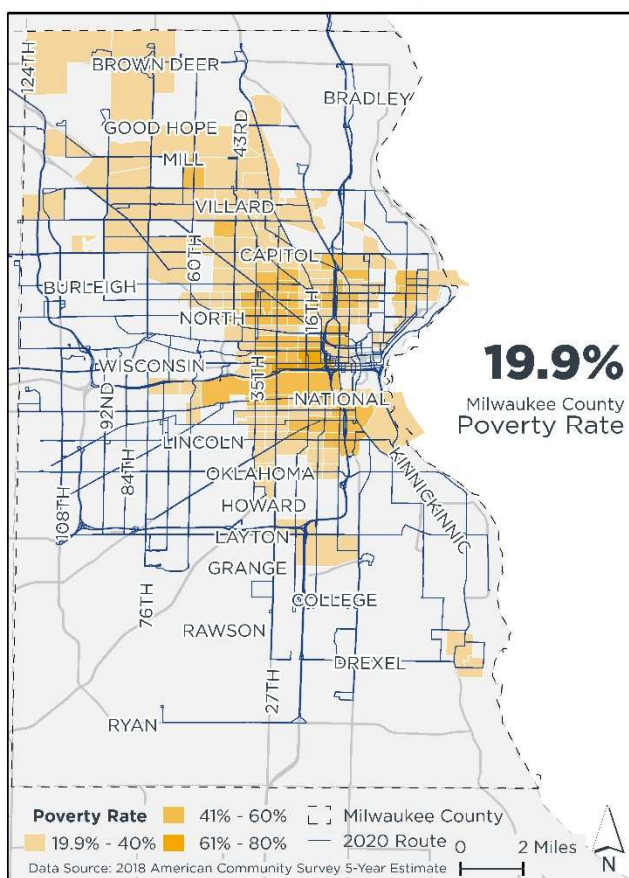 BROWN DEER
124TH
BRADLEY
43RD
GOOD HOPE
MILL
VILLARD
60TH
CAPITOL
BURLEIGH
NORTH
16TH
WISCONSIN
35TH
92ND
NATIONAL
19.9%
Milwaukee County
Poverty Rate
LINCOLN
84TH
OKLAHOMA
KINNICKINNIC
108TH
HOWARD
LAYTON
GRANGE
76TH
COLLEGE
RAWSON
27TH
DREXEL
RYAN
Poverty Rate
19.9% - 40%
41% - 60%
61% - 80%
Milwaukee County
2020 Route
0 2 Miles
N
Data Source: 2018 American Community Survey 5-Year Estimate